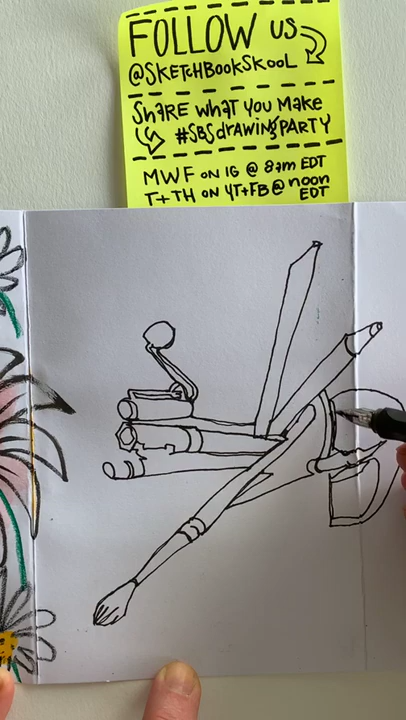 FOLLOW US
@SKETCHBOOKSKOOL
SHARE WHAT YOU MAKE
#SBSdRAWiNgPARTY
MWF ON IG @ 8am EDT
T+TH ON YT+FB @ noon
EDT